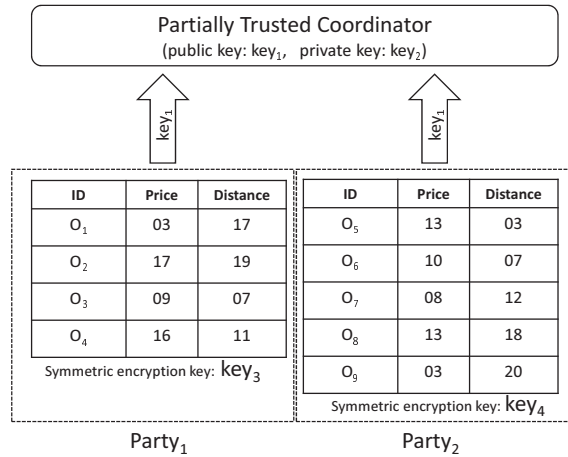 Partially Trusted Coordinator
(public key: key₁, private key: key₂)
key₁
key₁
ID Price Distance
O₁ 03 17
O₂ 17 19
O₃ 09 07
O₄ 16 11
Symmetric encryption key: key₃
ID Price Distance
O₅ 13 03
O₆ 10 07
O₇ 08 12
O₈ 13 18
O₉ 03 20
Symmetric encryption key: key₄
Party₁
Party₂